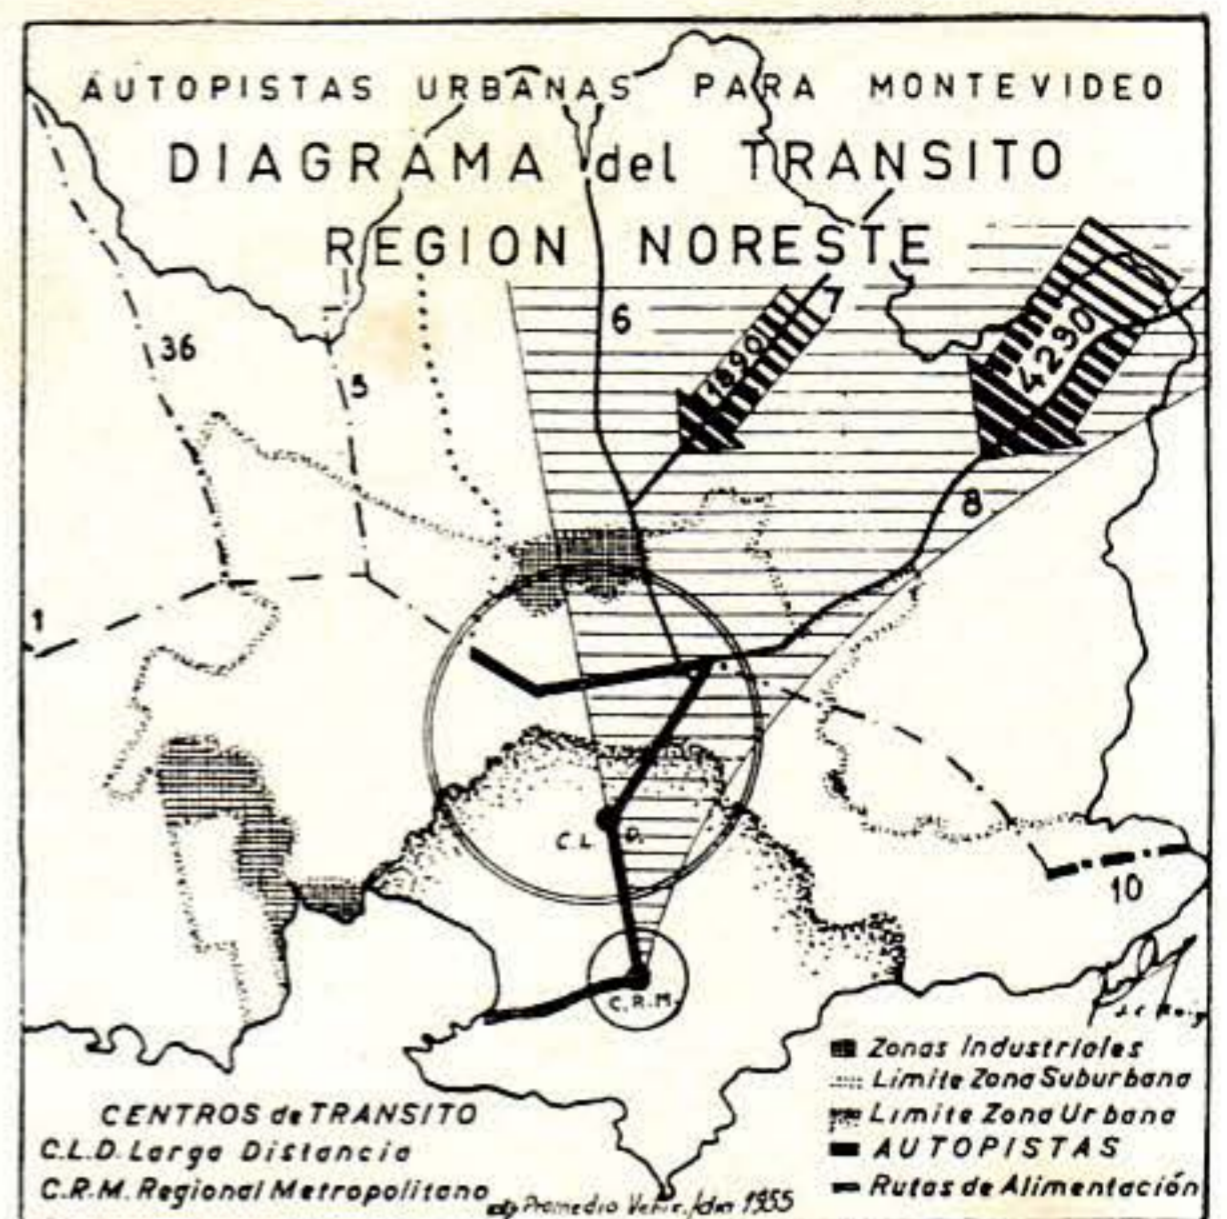 AUTOPISTAS URBANAS PARA MONTEVIDEO
DIAGRAMA del TRANSITO
REGION NORESTE
36
5
6
1890
4290
8
1
C.L.D.
10
C.R.M.
Zonas Industriales
Limite Zona Suburbana
Limite Zona Urbana
AUTOPISTAS
Rutas de Alimentación
CENTROS de TRANSITO
C.L.D. Larga Distancia
C.R.M. Regional Metropolitano
Promedio Vehic./dia 1955